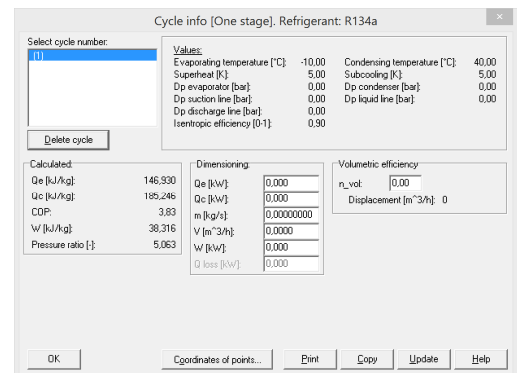 Cycle info [One stage]. Refrigerant: R134a
Select cycle number:
(1)
Delete cycle
Values:
Evaporating temperature [°C]: -10,00 Condensing temperature [°C]: 40,00
Superheat [K]: 5,00 Subcooling [K]: 5,00
Dp evaporator [bar]: 0,00 Dp condenser [bar]: 0,00
Dp suction line [bar]: 0,00 Dp liquid line [bar]: 0,00
Dp discharge line [bar]: 0,00
Isentropic efficiency [0-1]: 0,90
Calculated:
Qe [kJ/kg]: 146,930
Qc [kJ/kg]: 185,246
COP: 3,83
W [kJ/kg]: 38,316
Pressure ratio [-]: 5,063
Dimensioning:
Qe [kW]: 0,000
Qc [kW]: 0,000
m [kg/s]: 0,00000000
V [m^3/h]: 0,0000
W [kW]: 0,000
Q loss [kW]: 0,000
Volumetric efficiency
n_vol: 0,00
Displacement [m^3/h]: 0
OK Coordinates of points... Print Copy Update Help